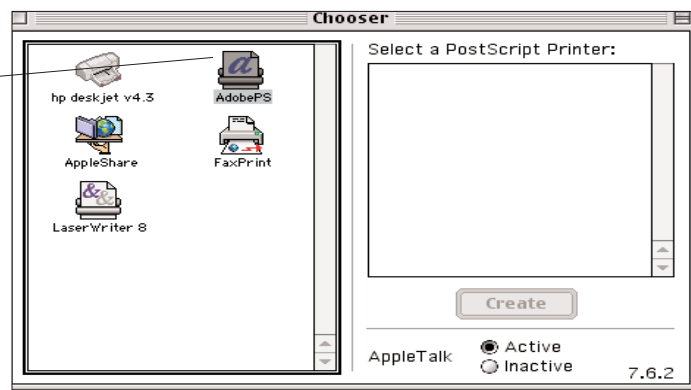 Chooser
hp deskjet v4.3
AdobePS
AppleShare
FaxPrint
LaserWriter 8
Select a PostScript Printer:
Create
AppleTalk
Active
Inactive
7.6.2